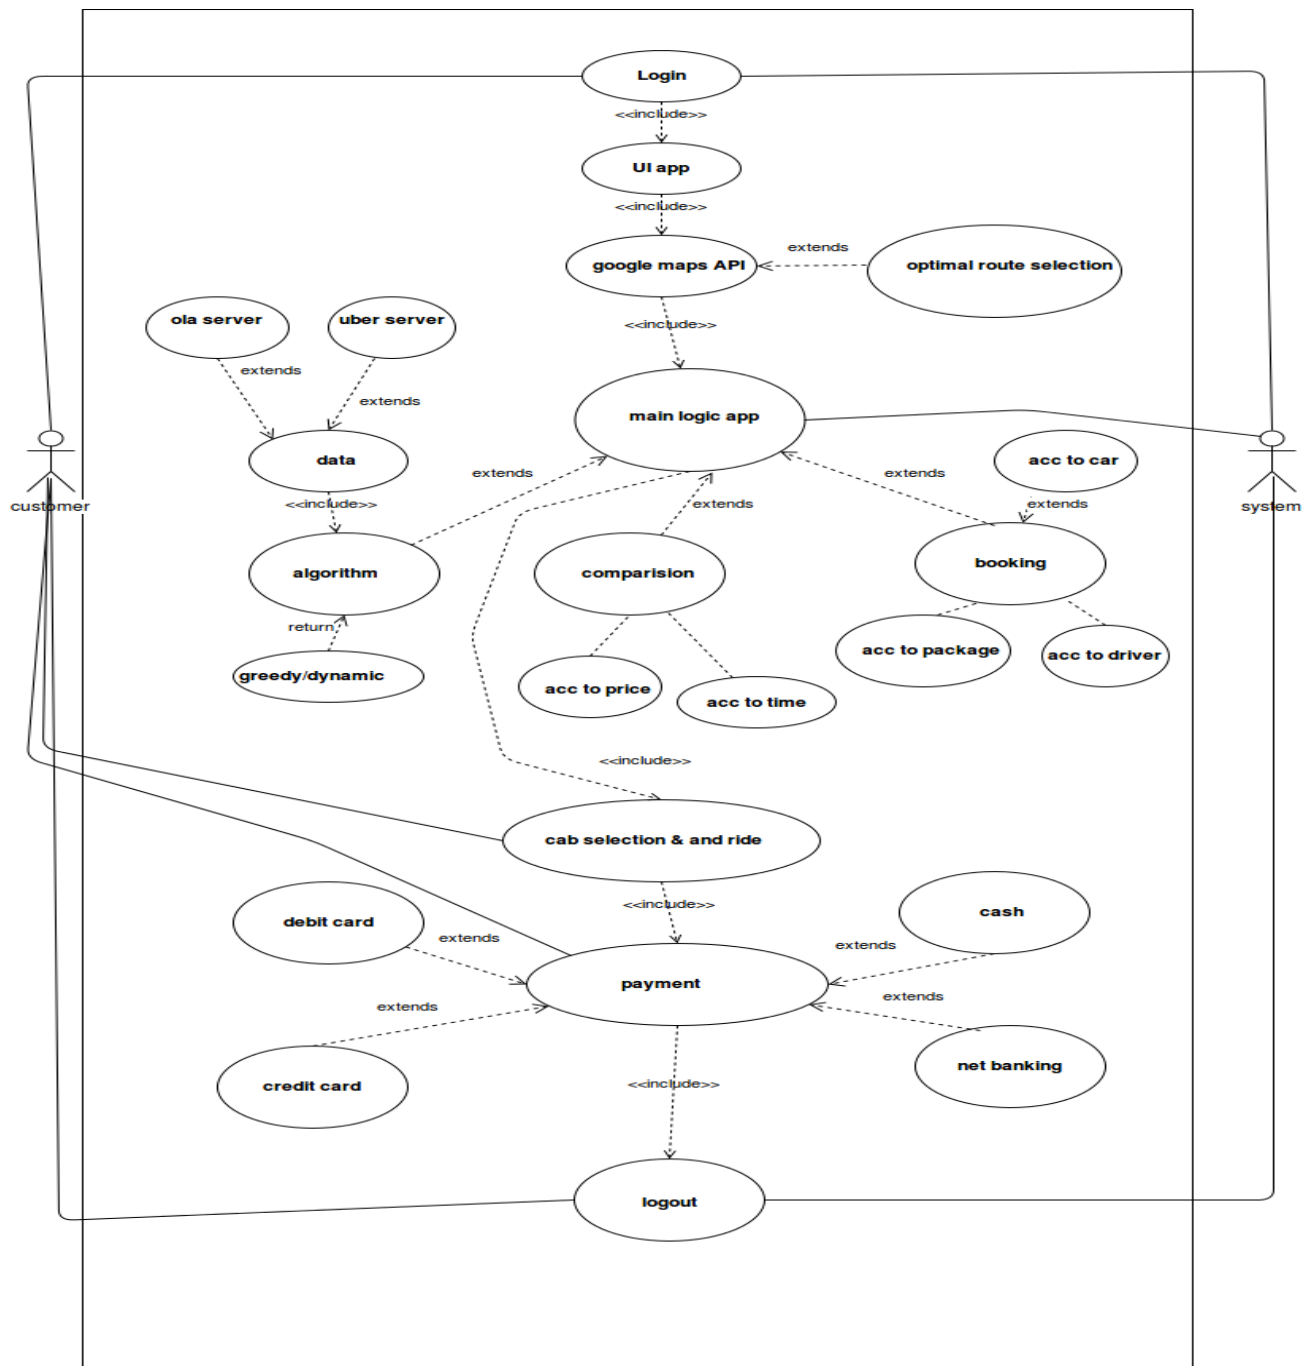 Login
<<include>>
UI app
<<include>>
google maps API
extends
optimal route selection
ola server
uber server
<<include>>
extends
extends
main logic app
data
extends
extends
acc to car
<<include>>
extends
extends
customer
system
algorithm
comparision
booking
return
greedy/dynamic
acc to price
acc to time
acc to package
acc to driver
<<include>>
cab selection & and ride
<<include>>
debit card
cash
extends
extends
payment
extends
extends
credit card
net banking
<<include>>
logout